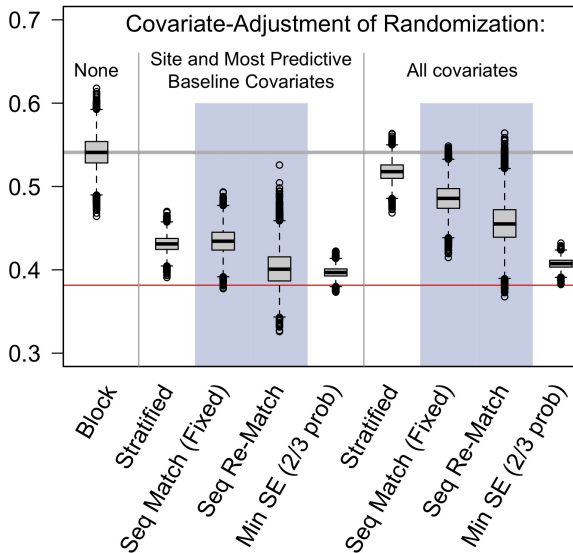 Covariate-Adjustment of Randomization:
None
Site and Most Predictive
Baseline Covariates
All covariates
0.7
0.6
0.5
0.4
0.3
Block
Stratified
Seq Match (Fixed)
Seq Re-Match
Min SE (2/3 prob)
Stratified
Seq Match (Fixed)
Seq Re-Match
Min SE (2/3 prob)